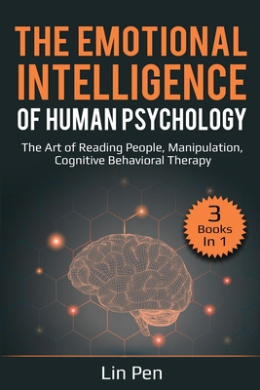 THE EMOTIONAL
INTELLIGENCE
OF HUMAN PSYCHOLOGY
The Art of Reading People, Manipulation,
Cognitive Behavioral Therapy
3
Books
In 1
Lin Pen